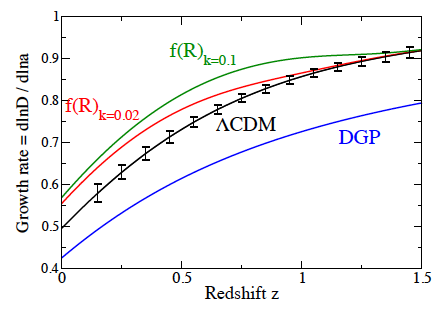 1
0.9
0.8
0.7
0.6
0.5
0.4
Growth rate = dlnD / dlna
f(R)k=0.1
f(R)k=0.02
ΛCDM
DGP
0
0.5
1
1.5
Redshift z